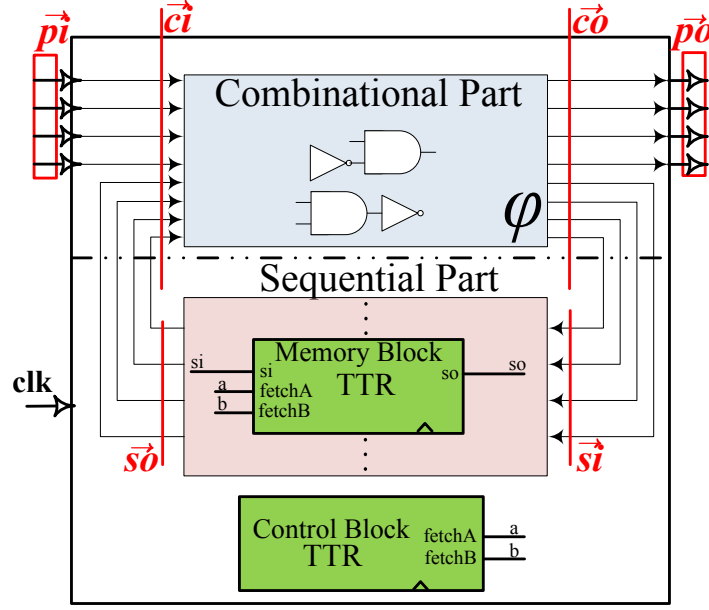 pi ci co po
Combinational Part
φ
Sequential Part
Memory Block
TTR
si si so so
a fetchA
b fetchB
clk
so si
Control Block
TTR
fetchA a
fetchB b